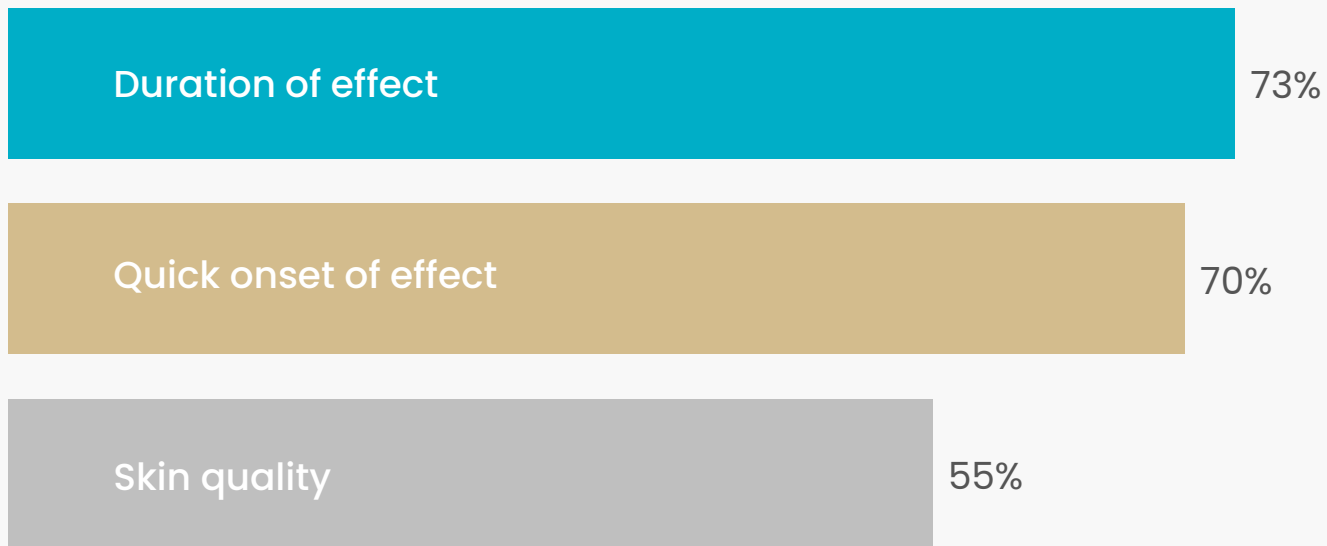 Duration of effect 73%
Quick onset of effect 70%
Skin quality 55%